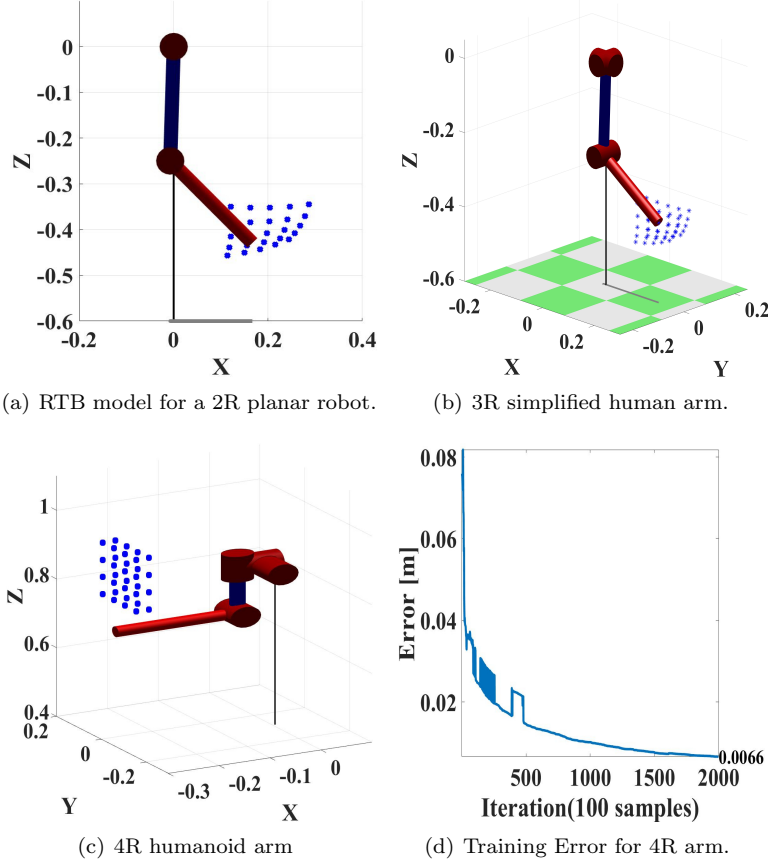 0
-0.1
-0.2
-0.3
-0.4
-0.5
-0.6
Z
-0.2 0 0.2 0.4
X
(a) RTB model for a 2R planar robot.
0
-0.2
-0.4
-0.6
Z
-0.2 0 0.2
X
-0.2 0 0.2
Y
(b) 3R simplified human arm.
1
0.8
0.6
0.4
Z
0.2 0 -0.2
Y
-0.3 -0.2 -0.1 0
X
(c) 4R humanoid arm
0.08
0.06
0.04
0.02
Error [m]
0.0066
500 1000 1500 2000
Iteration(100 samples)
(d) Training Error for 4R arm.